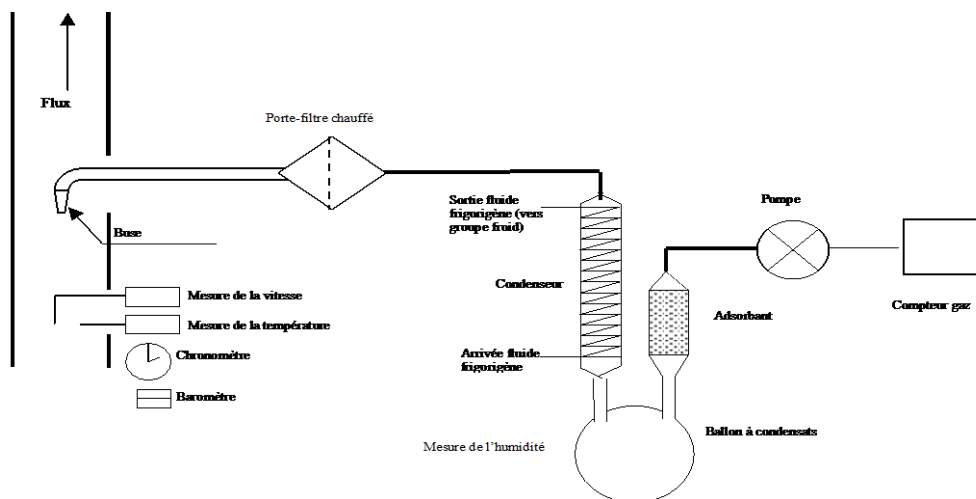 Flux
Porte-filtre chauffé
Buse
Sortie fluide
frigorigène (vers
groupe froid)
Condenseur
Arrivée fluide
frigorigène
Pompe
Compteur gaz
Adsorbant
Mesure de la vitesse
Mesure de la température
Chronomètre
Baromètre
Mesure de l'humidité
Ballon à condensats